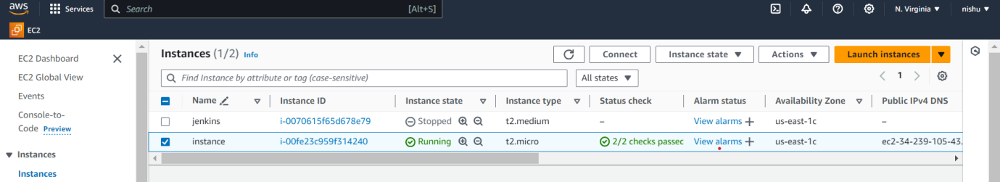 aws Services Search [Alt+S] N. Virginia ▼ nishu ▼
EC2
EC2 Dashboard
EC2 Global View
Events
Console-to-
Code Preview
▼ Instances
Instances
Instances (1/2) Info Connect Instance state ▼ Actions ▼ Launch instances ▼
Find Instance by attribute or tag (case-sensitive) All states ▼ < 1 >
Name Instance ID Instance state Instance type Status check Alarm status Availability Zone Public IPv4 DNS
jenkins i-0070615f65d678e79 Stopped t2.medium – View alarms + us-east-1c –
instance i-00fe23c959f314240 Running t2.micro 2/2 checks passec View alarms + us-east-1c ec2-34-239-105-43.